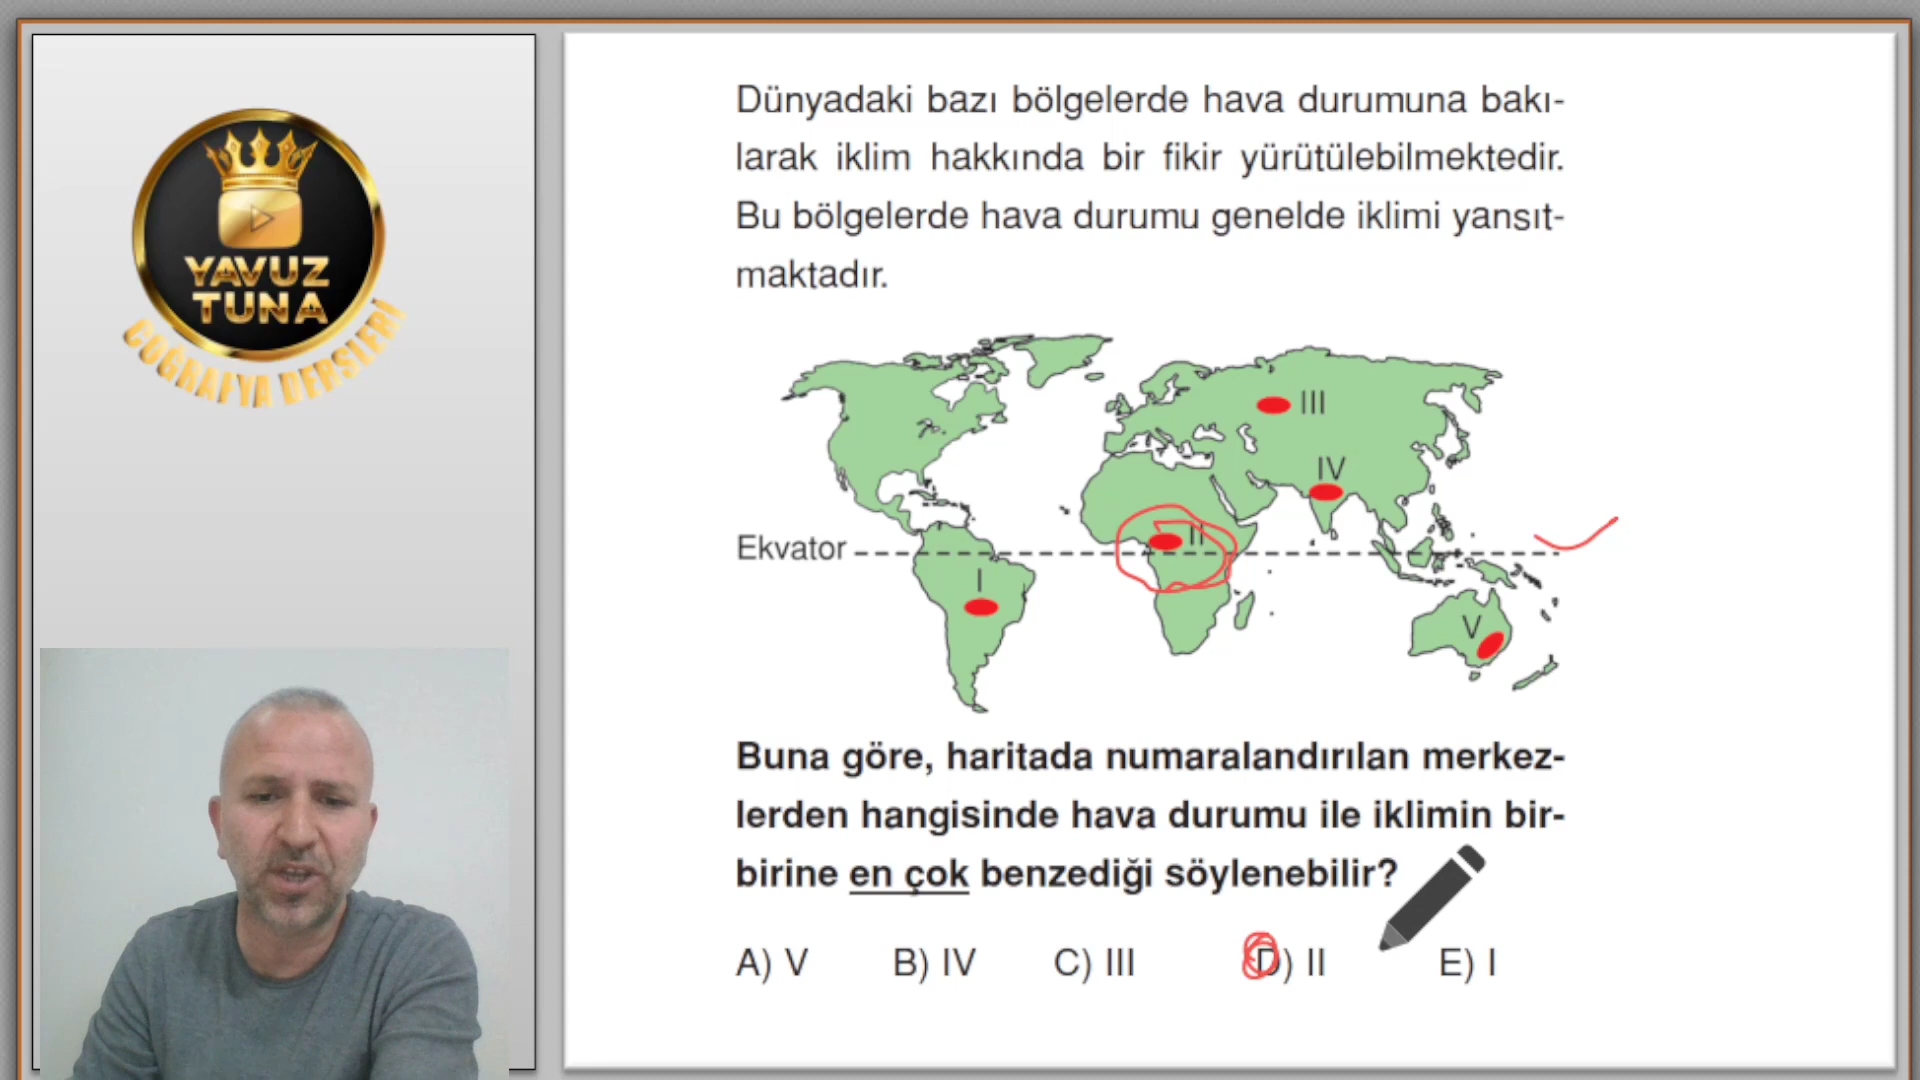 YAVUZ
TUNA
COĞRAFYA DERSLERİ
Dünyadaki bazı bölgelerde hava durumuna bakı-
larak iklim hakkında bir fikir yürütülebilmektedir.
Bu bölgelerde hava durumu genelde iklimi yansıt-
maktadır.
III
IV
II
Ekvator
I
V
Buna göre, haritada numaralandırılan merkez-
lerden hangisinde hava durumu ile iklimin bir-
birine en çok benzediği söylenebilir?
A) V B) IV C) III D) II E) I